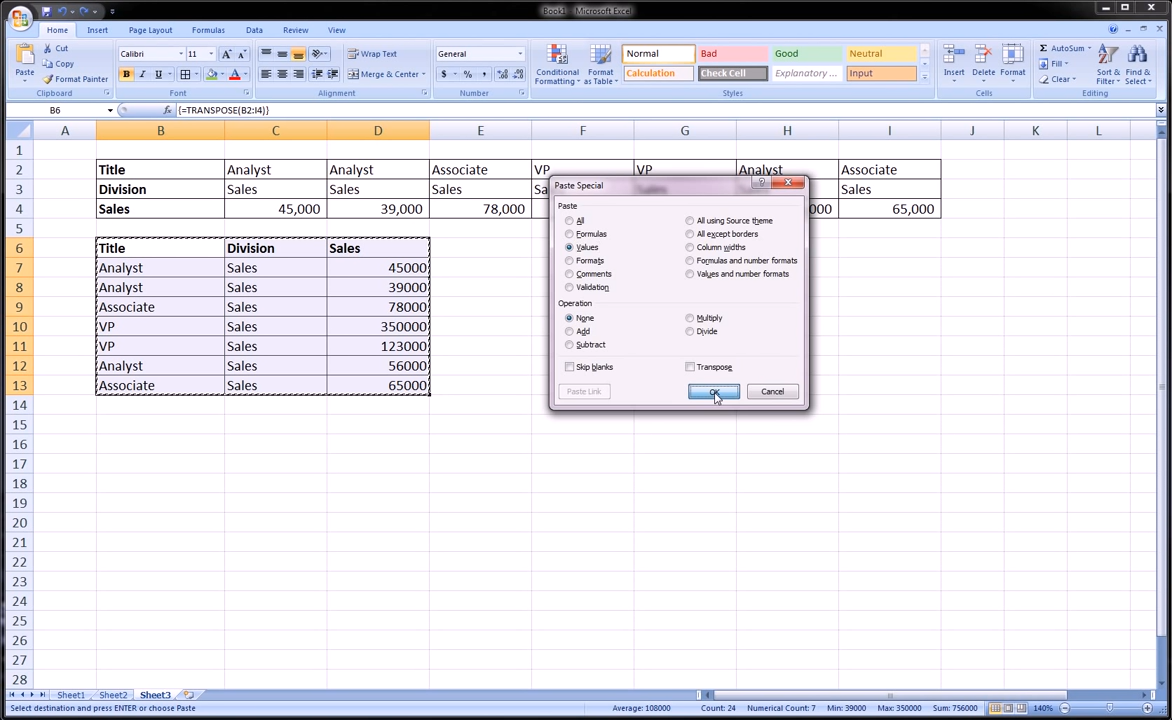 Book1 - Microsoft Excel
Home Insert Page Layout Formulas Data Review View
Paste Cut Copy Format Painter Clipboard
Calibri 11 A A B I U A Font
Wrap Text Merge & Center Alignment
General $ % , Number
Conditional Formatting Format as Table Normal Bad Good Neutral Calculation Check Cell Explanatory ... Input Styles
Insert Delete Format Cells
AutoSum Fill Clear Sort & Filter Find & Select Editing
B6 fx {=TRANSPOSE(B2:I4)}
A B C D E F G H I J K L
1
2 Title Analyst Analyst Associate VP VP Analyst Associate
3 Division Sales Sales Sales Sales Sales
4 Sales 45,000 39,000 78,000 65,000
5
6 Title Division Sales
7 Analyst Sales 45000
8 Analyst Sales 39000
9 Associate Sales 78000
10 VP Sales 350000
11 VP Sales 123000
12 Analyst Sales 56000
13 Associate Sales 65000
14
15
16
17
18
19
20
21
22
23
24
25
26
27
28
Paste Special
Paste
All All using Source theme
Formulas All except borders
Values Column widths
Formats Formulas and number formats
Comments Values and number formats
Validation
Operation
None Multiply
Add Divide
Subtract
Skip blanks Transpose
Paste Link OK Cancel
Sheet1 Sheet2 Sheet3
Select destination and press ENTER or choose Paste Average: 108000 Count: 24 Numerical Count: 7 Min: 39000 Max: 350000 Sum: 756000 140%